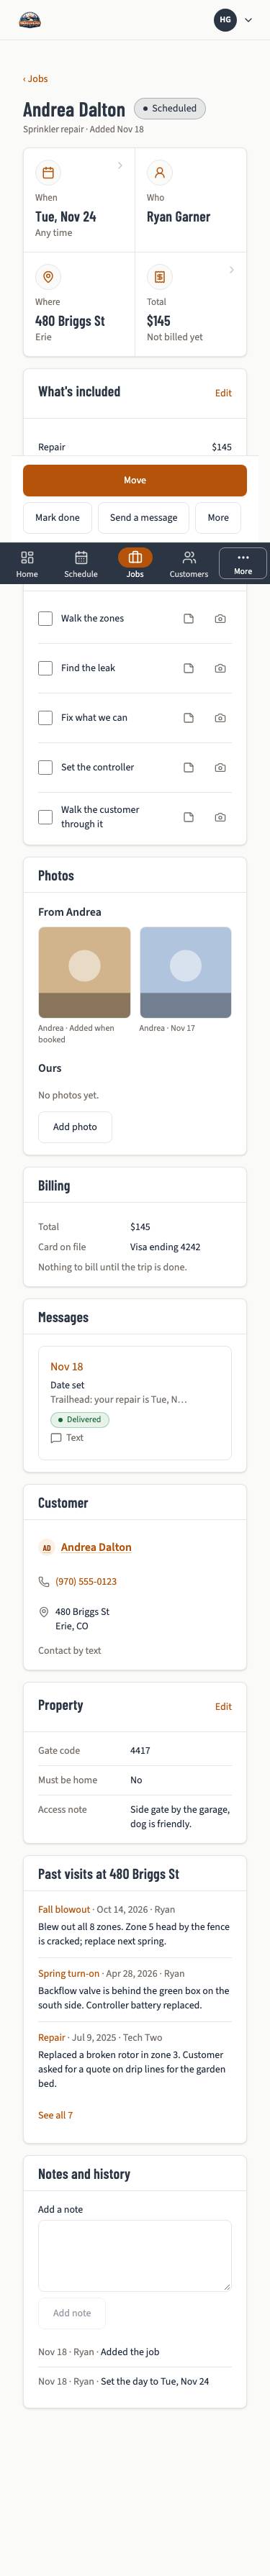 HG
‹ Jobs
Andrea Dalton
Scheduled
Sprinkler repair · Added Nov 18
When
Tue, Nov 24
Any time
Who
Ryan Garner
Where
480 Briggs St
Erie
Total
$145
Not billed yet
What's included
Edit
Repair
$145
Move
Mark done
Send a message
More
Home
Schedule
Jobs
Customers
More
Walk the zones
Find the leak
Fix what we can
Set the controller
Walk the customer
through it
Photos
From Andrea
Andrea · Added when
booked
Andrea · Nov 17
Ours
No photos yet.
Add photo
Billing
Total
$145
Card on file
Visa ending 4242
Nothing to bill until the trip is done.
Messages
Nov 18
Date set
Trailhead: your repair is Tue, N…
Delivered
Text
Customer
AD
Andrea Dalton
(970) 555-0123
480 Briggs St
Erie, CO
Contact by text
Property
Edit
Gate code
4417
Must be home
No
Access note
Side gate by the garage,
dog is friendly.
Past visits at 480 Briggs St
Fall blowout · Oct 14, 2026 · Ryan
Blew out all 8 zones. Zone 5 head by the fence
is cracked; replace next spring.
Spring turn-on · Apr 28, 2026 · Ryan
Backflow valve is behind the green box on the
south side. Controller battery replaced.
Repair · Jul 9, 2025 · Tech Two
Replaced a broken rotor in zone 3. Customer
asked for a quote on drip lines for the garden
bed.
See all 7
Notes and history
Add a note
Add note
Nov 18 · Ryan · Added the job
Nov 18 · Ryan · Set the day to Tue, Nov 24